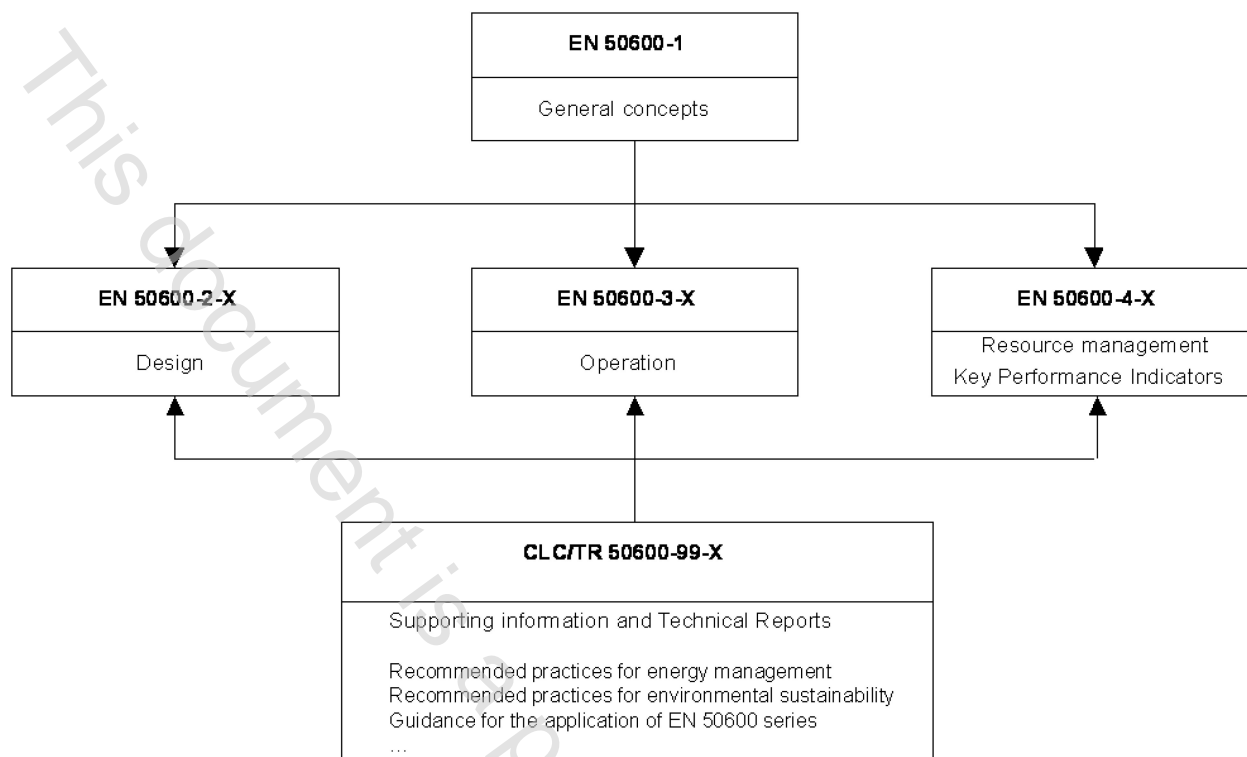 EN 50600-1
General concepts
EN 50600-2-X
Design
EN 50600-3-X
Operation
EN 50600-4-X
Resource management
Key Performance Indicators
CLC/TR 50600-99-X
Supporting information and Technical Reports
Recommended practices for energy management
Recommended practices for environmental sustainability
Guidance for the application of EN 50600 series
...
This document is a p